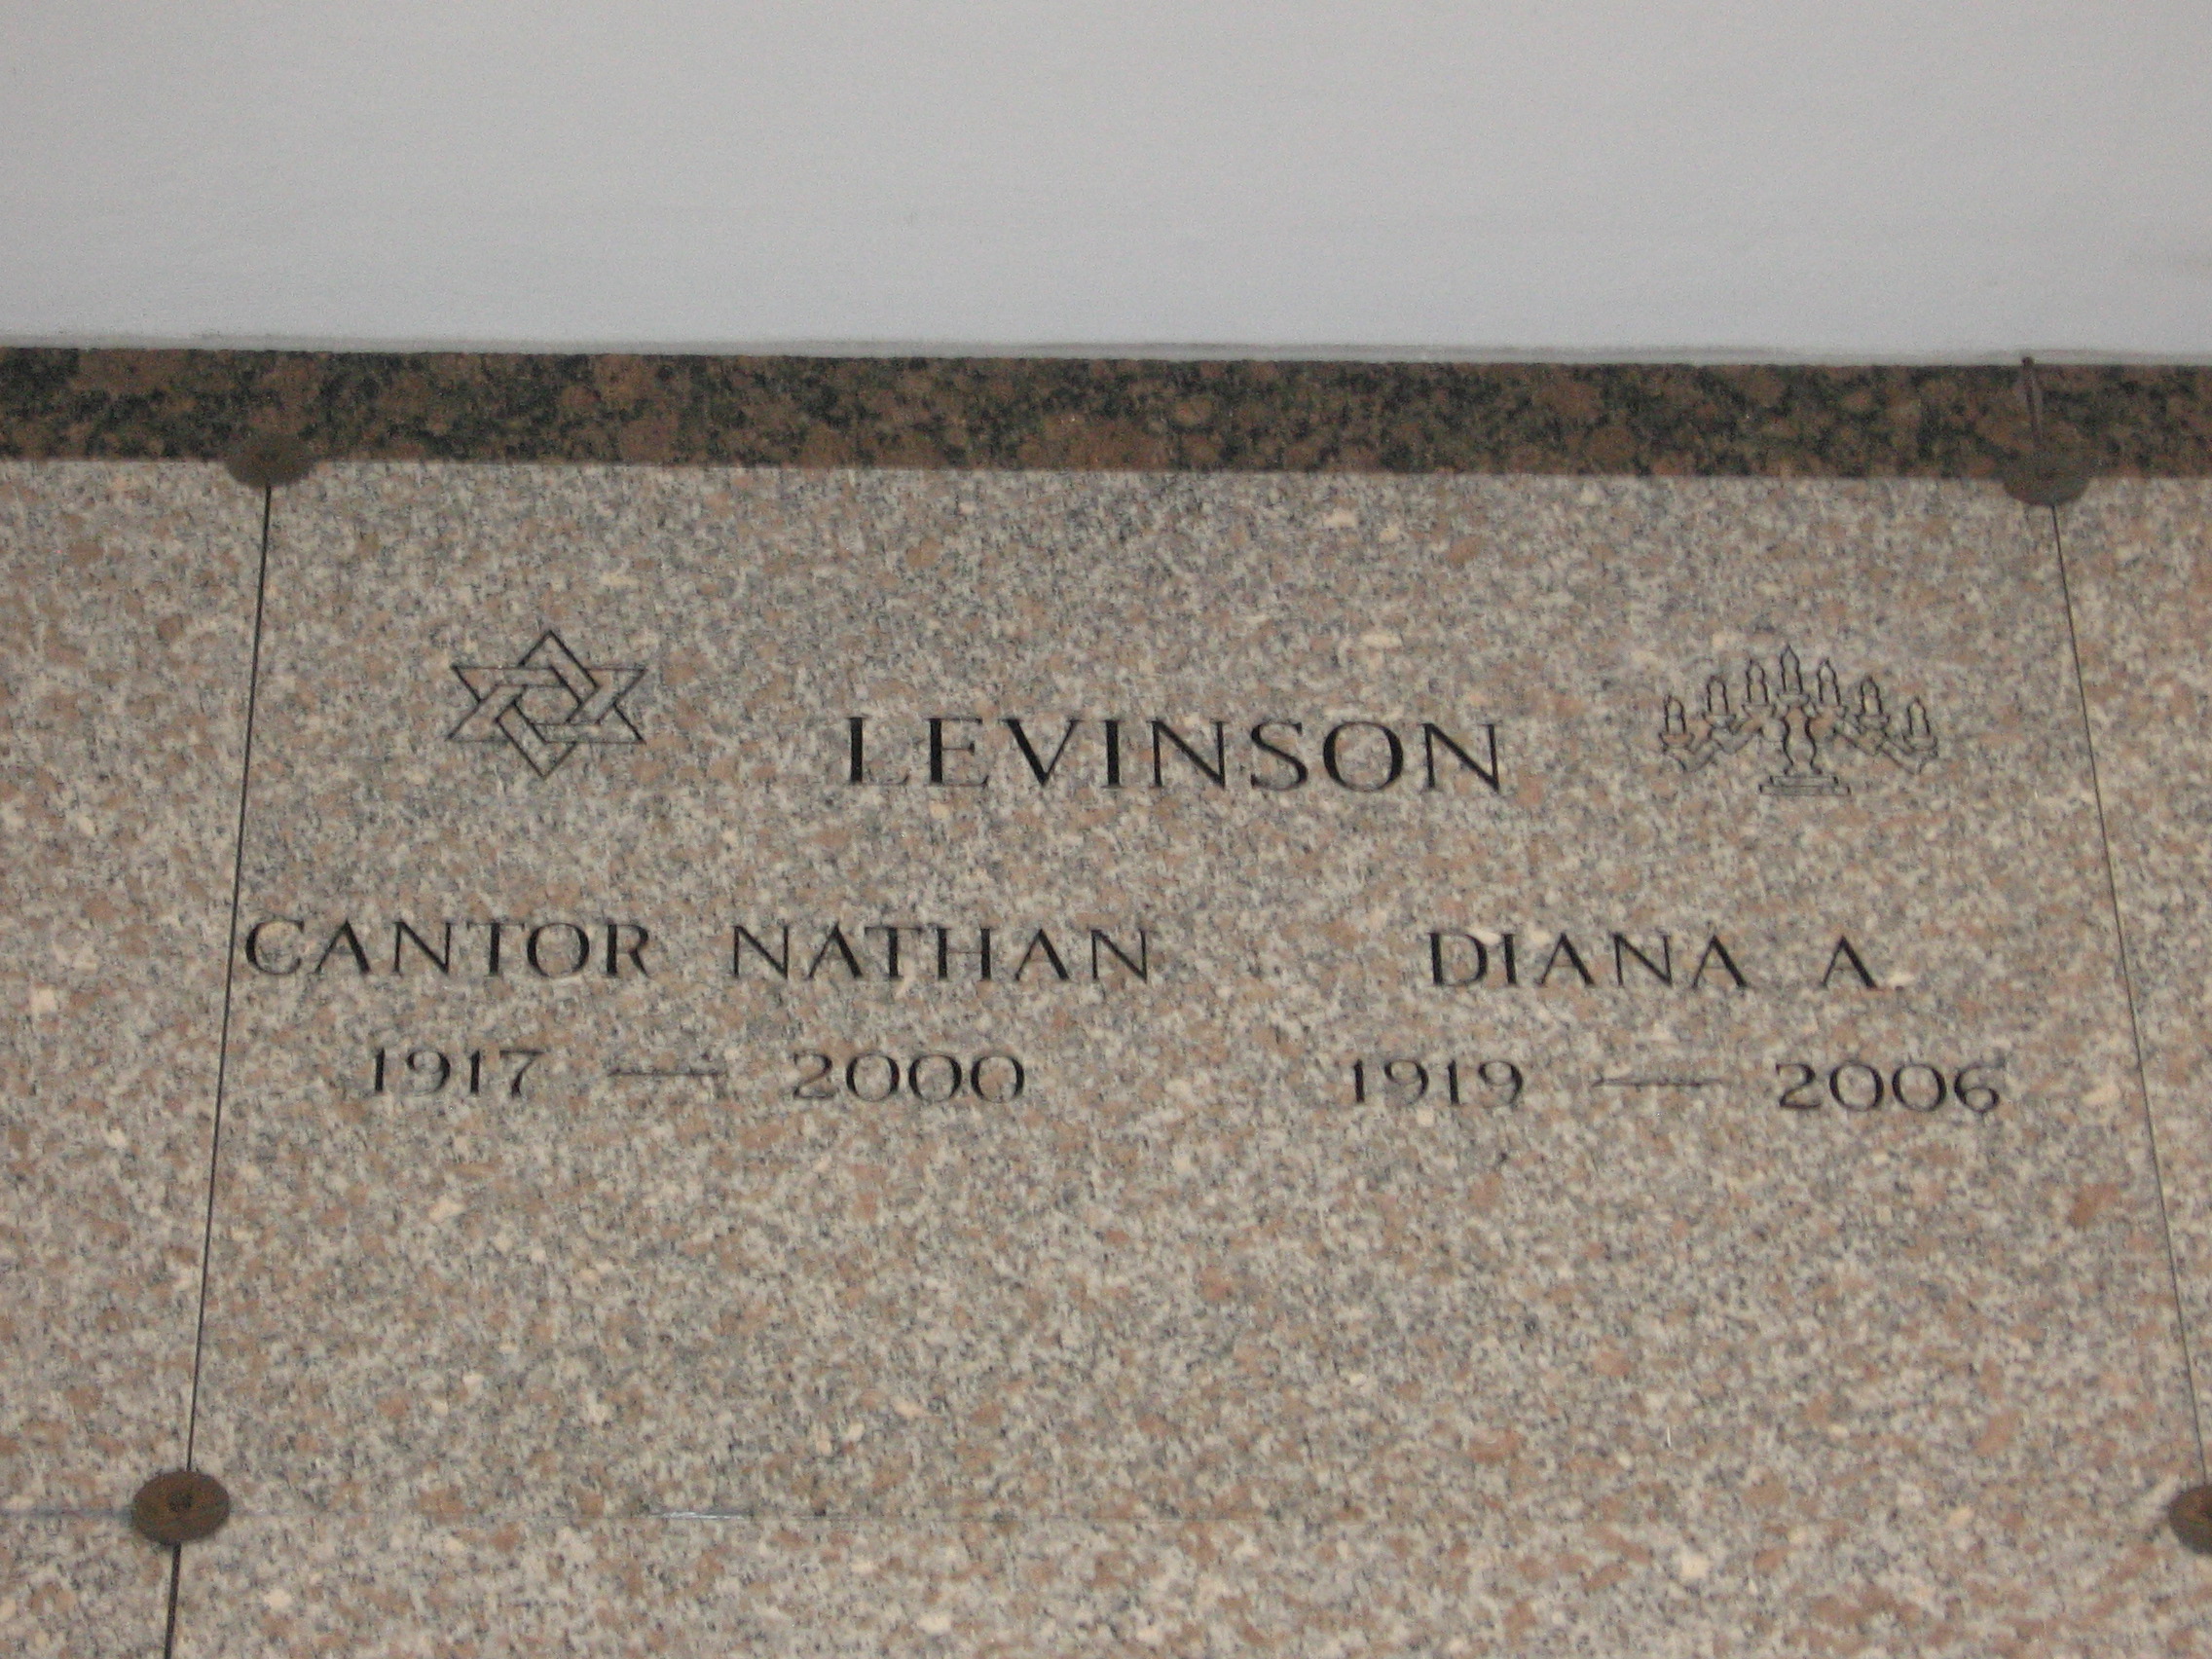 LEVINSON
CANTOR NATHAN DIANA A.
1917 — 2000 1919 — 2006